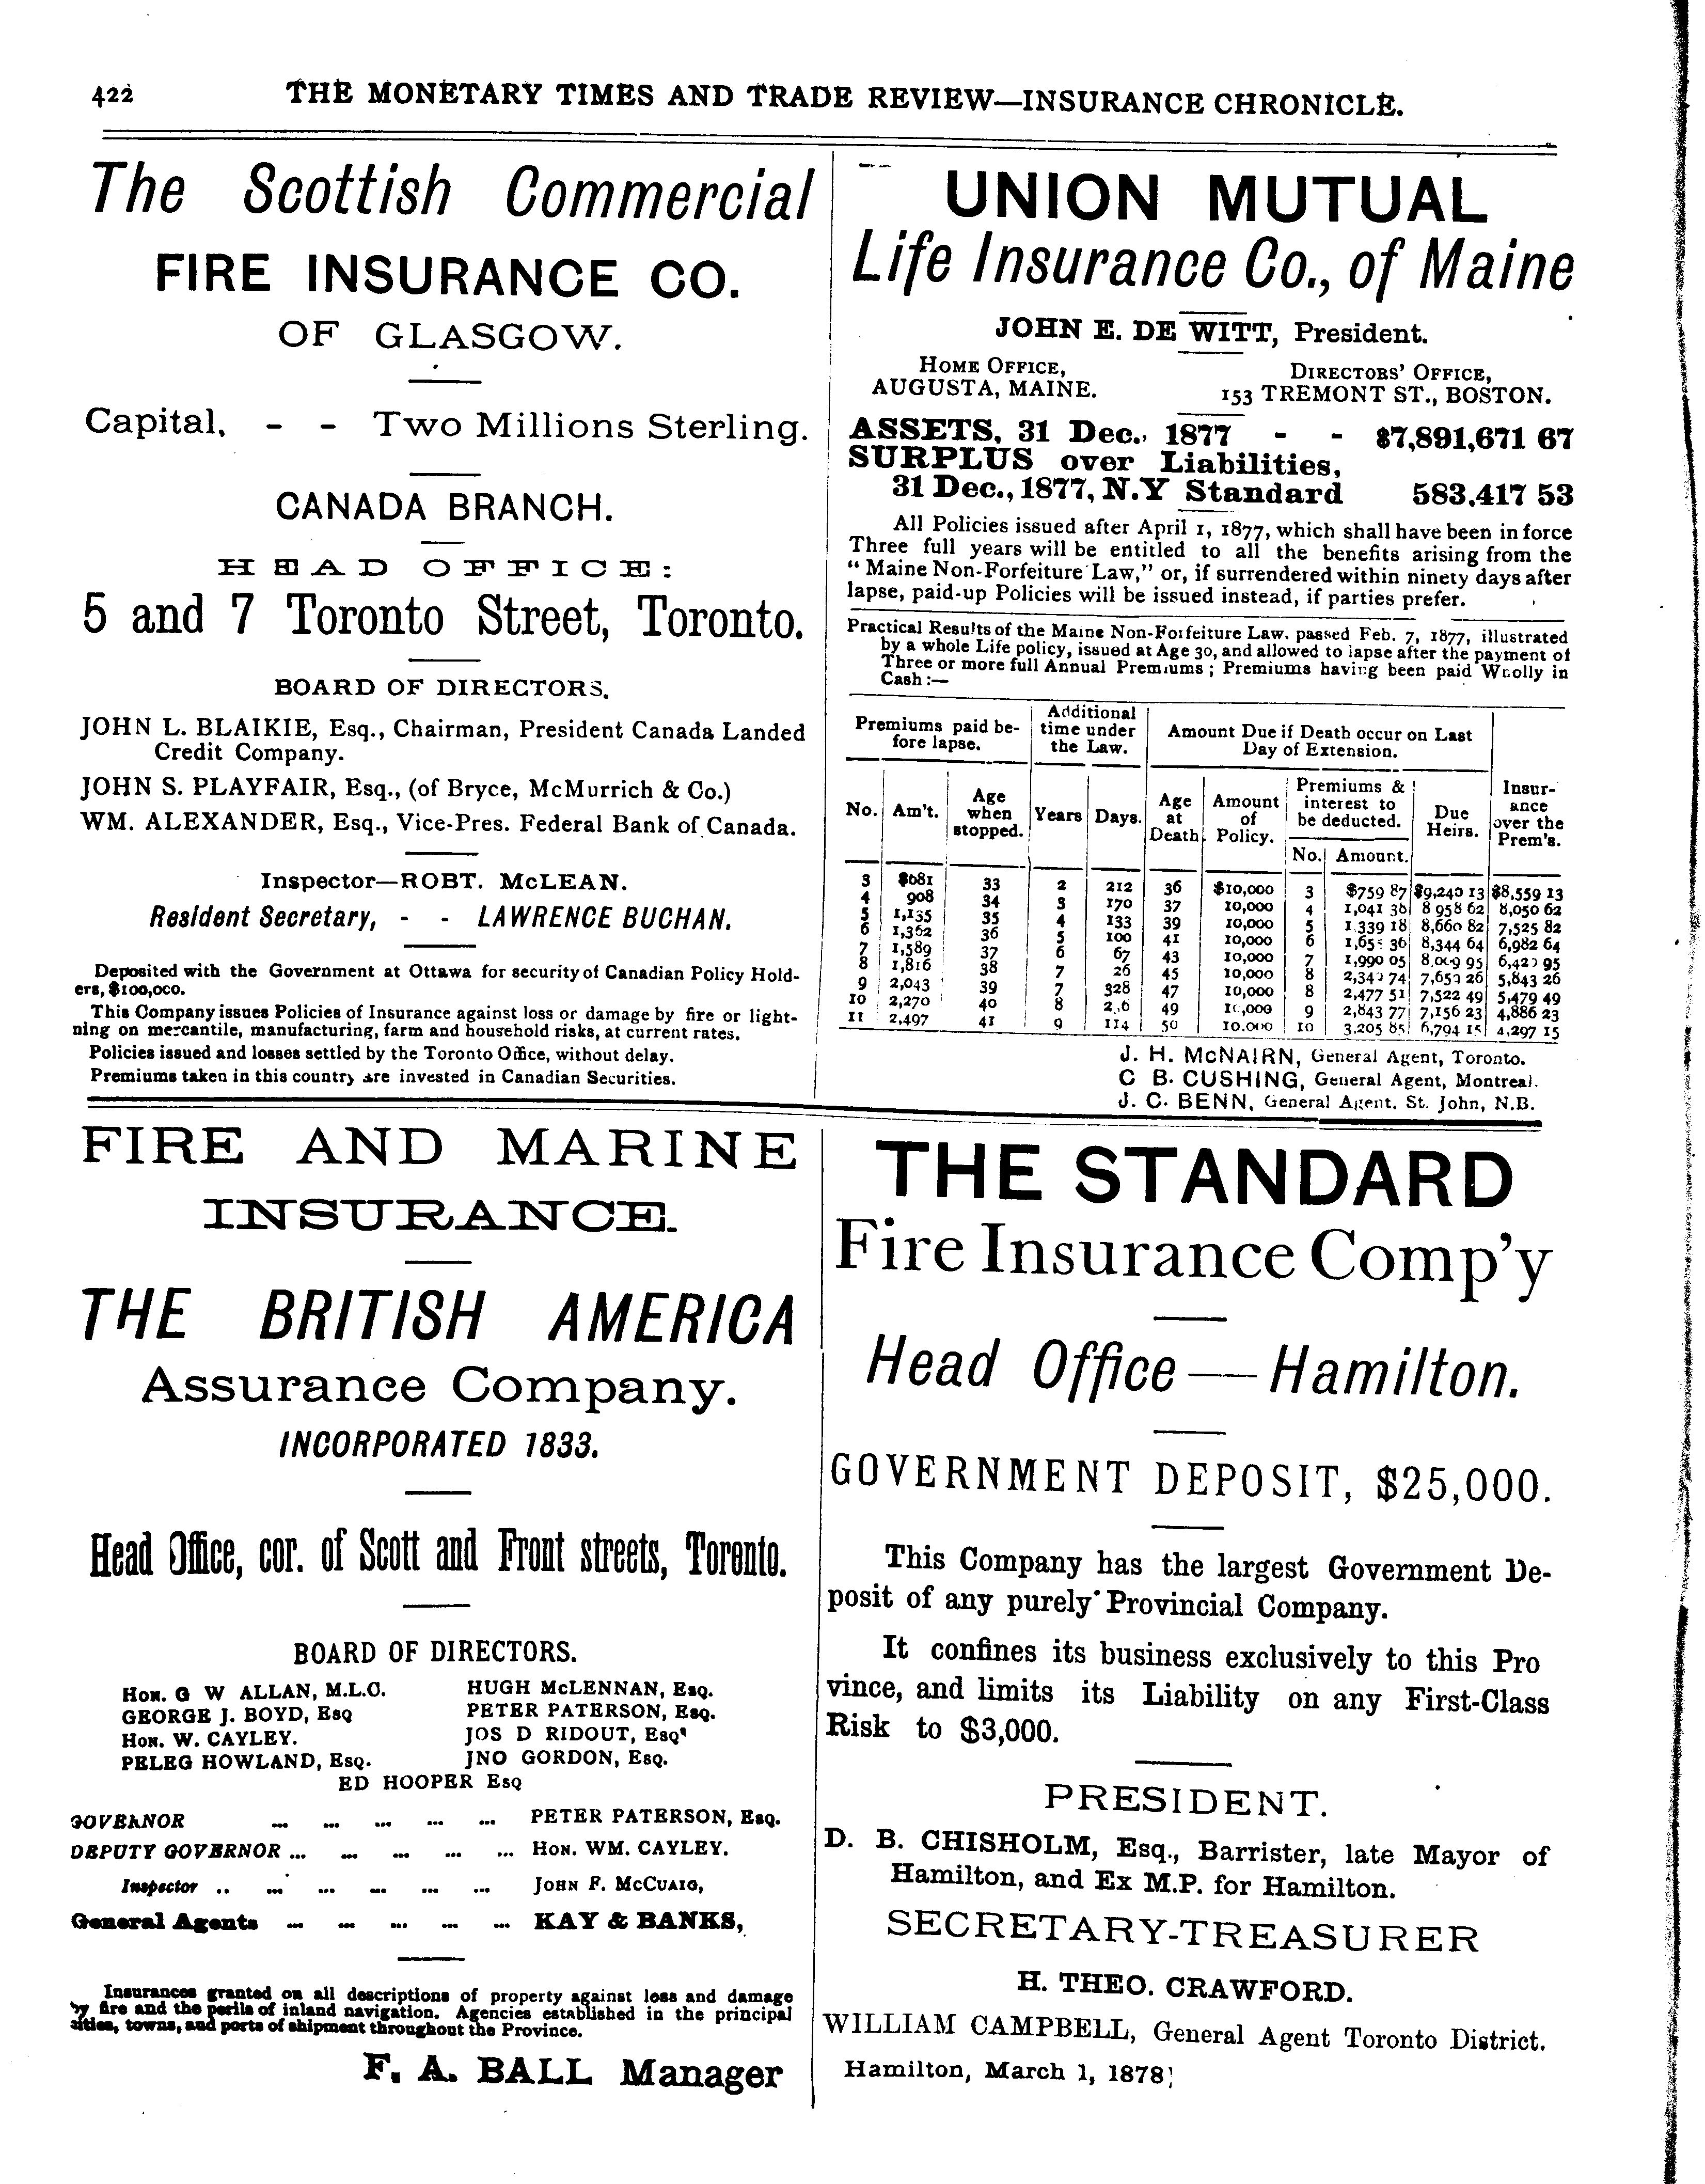 422 THE MONETARY TIMES AND TRADE REVIEW—INSURANCE CHRONICLE.
The Scottish Commercial
FIRE INSURANCE CO.
OF GLASGOW.
Capital, - - Two Millions Sterling.
CANADA BRANCH.
HEAD OFFICE:
5 and 7 Toronto Street, Toronto.
BOARD OF DIRECTORS.
JOHN L. BLAIKIE, Esq., Chairman, President Canada Landed
Credit Company.
JOHN S. PLAYFAIR, Esq., (of Bryce, McMurrich & Co.)
WM. ALEXANDER, Esq., Vice-Pres. Federal Bank of Canada.
Inspector—ROBT. McLEAN.
Resident Secretary, - - LAWRENCE BUCHAN.
Deposited with the Government at Ottawa for security of Canadian Policy Hold-
ers, $100,000.
This Company issues Policies of Insurance against loss or damage by fire or light-
ning on mercantile, manufacturing, farm and household risks, at current rates.
Policies issued and losses settled by the Toronto Office, without delay.
Premiums taken in this country are invested in Canadian Securities.
UNION MUTUAL
Life Insurance Co., of Maine
JOHN E. DE WITT, President.
HOME OFFICE, DIRECTORS' OFFICE,
AUGUSTA, MAINE. 153 TREMONT ST., BOSTON.
ASSETS, 31 Dec., 1877 - - $7,891,671 67
SURPLUS over Liabilities,
31 Dec., 1877, N.Y Standard 583,417 53
All Policies issued after April 1, 1877, which shall have been in force
Three full years will be entitled to all the benefits arising from the
“ Maine Non-Forfeiture Law,” or, if surrendered within ninety days after
lapse, paid-up Policies will be issued instead, if parties prefer.
Practical Results of the Maine Non-Forfeiture Law, passed Feb. 7, 1877, illustrated
by a whole Life policy, issued at Age 30, and allowed to lapse after the payment of
Three or more full Annual Premiums ; Premiums having been paid Wholly in
Cash :—
Premiums paid be-
fore lapse.
Additional
time under
the Law.
Amount Due if Death occur on Last
Day of Extension.
No. Am't. Age
when
stopped.
Years Days. Age
at
Death Amount
of
Policy. Premiums &
interest to
be deducted. Due
Heirs. Insur-
ance
over the
Prem's.
No. Amount.
3 $681 33 2 212 36 $10,000 3 $759 87 $9,240 13 $8,559 13
4 908 34 3 170 37 10,000 4 1,041 38 8 958 62 8,050 62
5 1,135 35 4 133 39 10,000 5 1,339 18 8,660 82 7,525 82
6 1,362 36 5 100 41 10,000 6 36 8,344 64 6,982 64
7 1,589 37 6 67 43 10,000 7 1,990 05 8,009 95 95
8 1,816 38 7 26 45 10,000 8 74 7,659 26 5,843 26
9 2,043 39 7 328 47 10,000 8 2,477 51 7,522 49 5,479 49
10 2,270 40 8 49 10,000 9 2,843 77 7,156 23 4,886 23
11 2,497 41 9 114 50 10,000 10 3,205 85 6,794 15 4,297 15
J. H. McNAIRN, General Agent, Toronto.
C B. CUSHING, General Agent, Montreal.
J. C. BENN, General Agent, St. John, N.B.
FIRE AND MARINE
INSURANCE.
THE BRITISH AMERICA
Assurance Company.
INCORPORATED 1833.
Head Office, cor. of Scott and Front streets, Toronto.
BOARD OF DIRECTORS.
HON. G W ALLAN, M.L.C. HUGH McLENNAN, ESQ.
GEORGE J. BOYD, ESQ PETER PATERSON, ESQ.
HON. W. CAYLEY. JOS D RIDOUT, ESQ'
PELEG HOWLAND, ESQ. JNO GORDON, ESQ.
ED HOOPER ESQ
GOVERNOR ... ... ... ... ... PETER PATERSON, ESQ.
DEPUTY GOVERNOR ... ... ... ... ... HON. WM. CAYLEY.
Inspector .. ... ... ... ... ... JOHN F. MCCUAIG,
General Agents ... ... ... ... ... KAY & BANKS,
Insurances granted on all descriptions of property against loss and damage
by fire and the perils of inland navigation. Agencies established in the principal
cities, towns, and ports of shipment throughout the Province.
F. A. BALL Manager
THE STANDARD
Fire Insurance Comp'y
Head Office — Hamilton.
GOVERNMENT DEPOSIT, $25,000.
This Company has the largest Government De-
posit of any purely Provincial Company.
It confines its business exclusively to this Pro
vince, and limits its Liability on any First-Class
Risk to $3,000.
PRESIDENT.
D. B. CHISHOLM, Esq., Barrister, late Mayor of
Hamilton, and Ex M.P. for Hamilton.
SECRETARY-TREASURER
H. THEO. CRAWFORD.
WILLIAM CAMPBELL, General Agent Toronto District.
Hamilton, March 1, 1878;